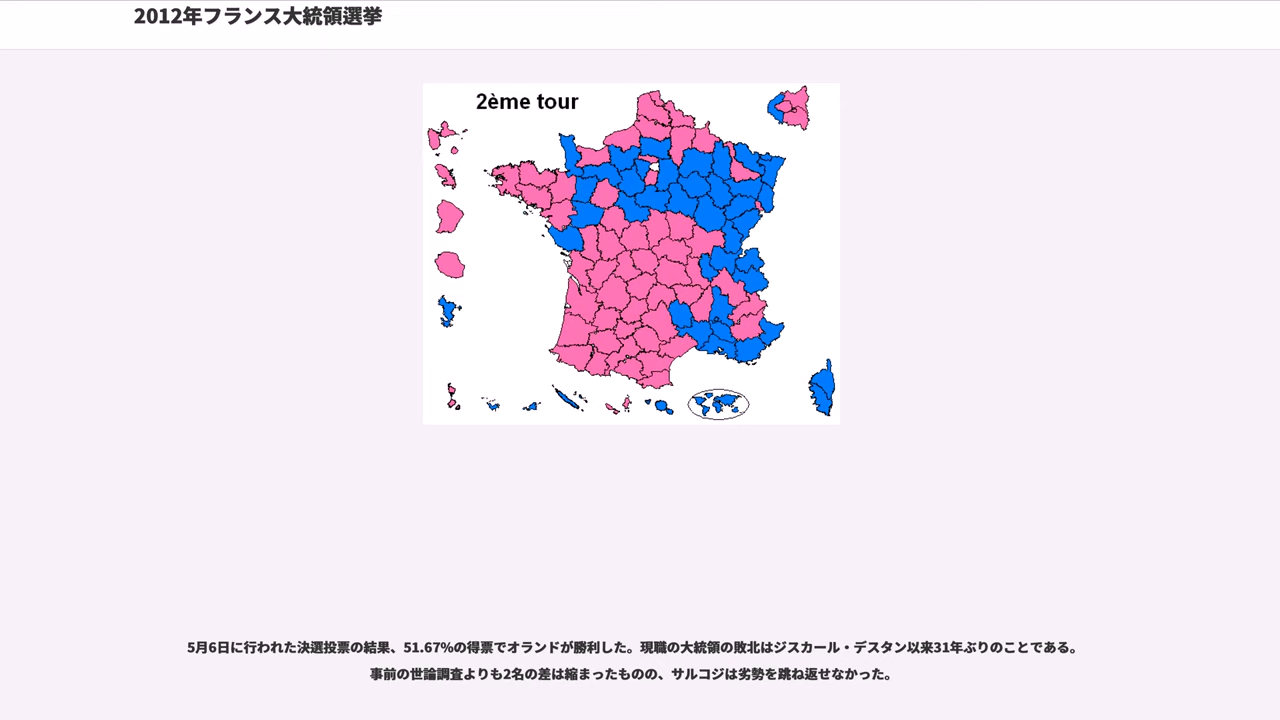 2012年フランス大統領選挙
2ème tour
5月6日に行われた決選投票の結果、51.67%の得票でオランドが勝利した。現職の大統領の敗北はジスカール・デスタン以来31年ぶりのことである。
事前の世論調査よりも2名の差は縮まったものの、サルコジは劣勢を跳ね返せなかった。